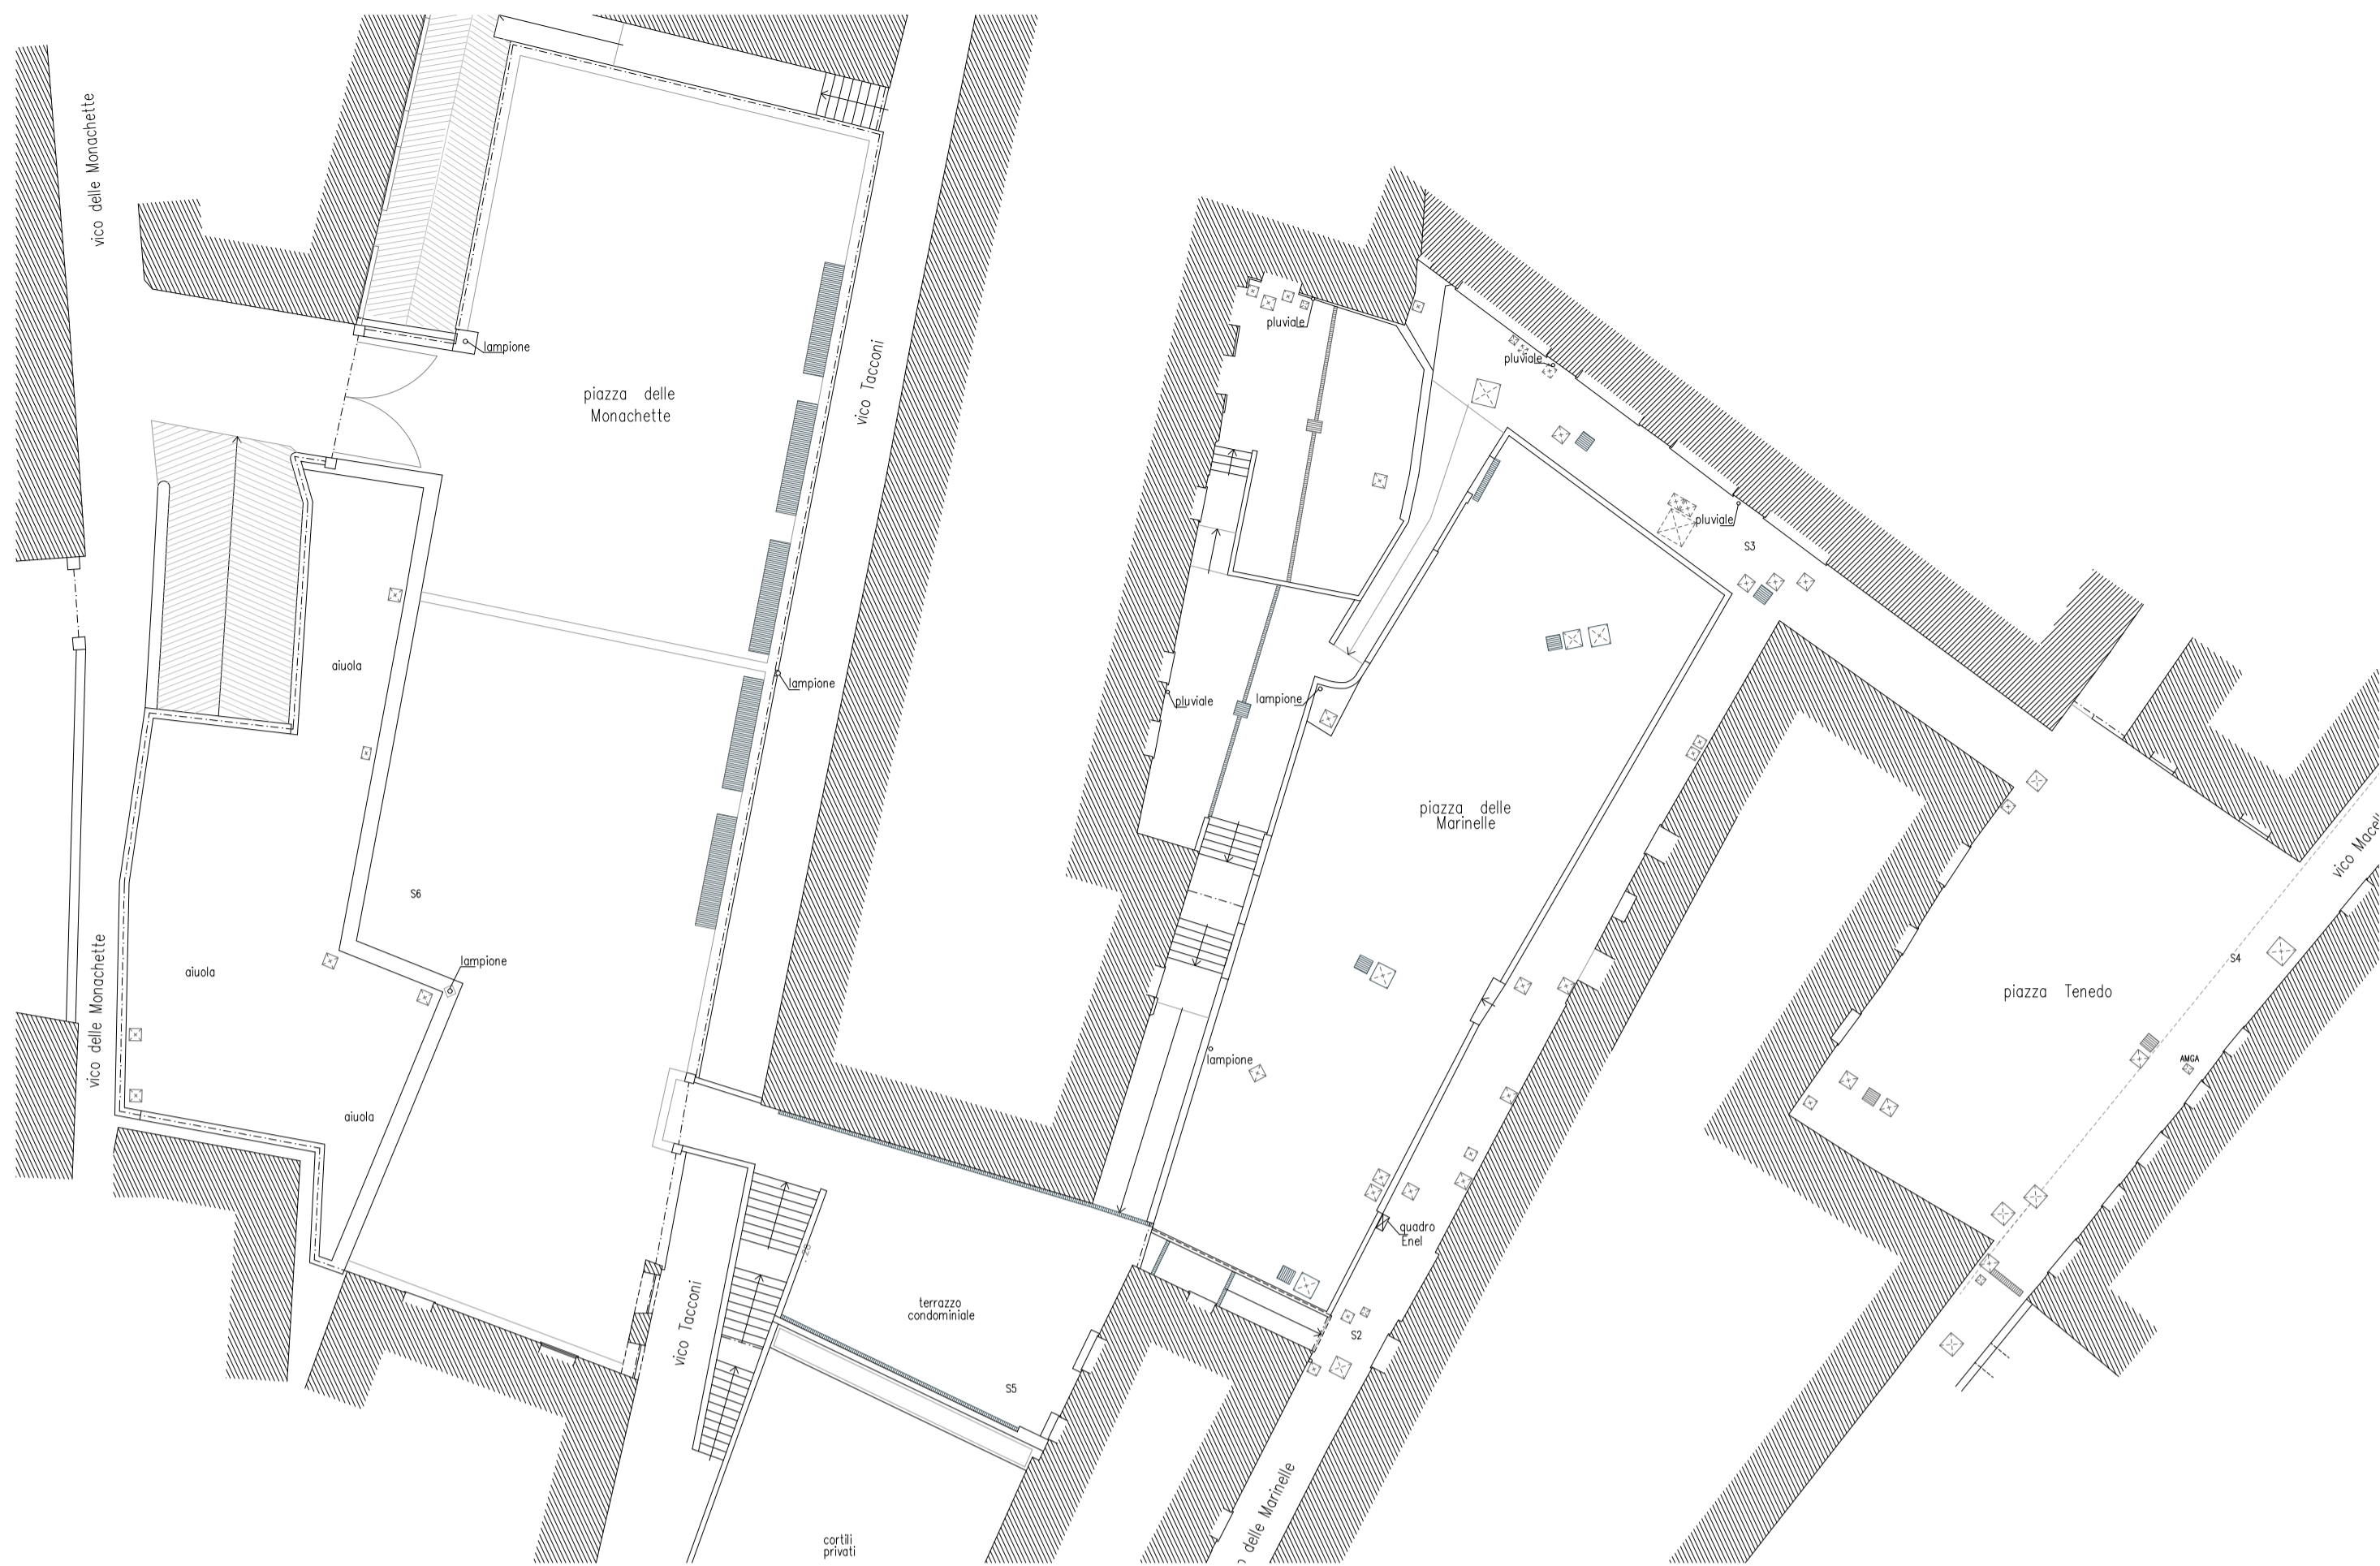 vico delle Monachette
lampione
piazza delle
Monachette
vico Tacconi
pluviale
pluviale
pluviale
S3
aiuola
lampione
pluviale
lampione
piazza delle
Marinelle
vico Macell
S6
lampione
aiuola
S4
piazza Tenedo
vico delle Monachette
lampione
AMGA
aiuola
quadro
Enel
vico Tacconi
terrazzo
condominiale
S2
S5
o delle Marinelle
cortili
privati